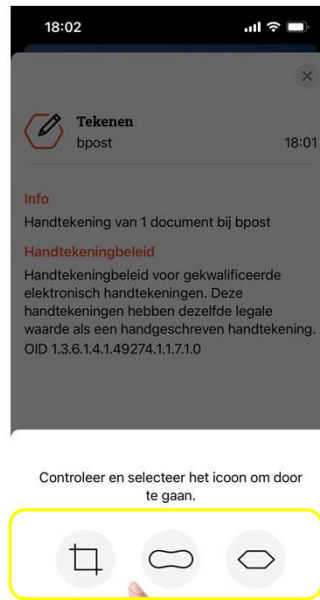 18:02
Tekenen
bpost
18:01
Info
Handtekening van 1 document bij bpost
Handtekeningbeleid
Handtekeningbeleid voor gekwalificeerde
elektronisch handtekeningen. Deze
handtekeningen hebben dezelfde legale
waarde als een handgeschreven handtekening.
OID 1.3.6.1.4.1.49274.1.1.7.1.0
Controleer en selecteer het icoon om door
te gaan.